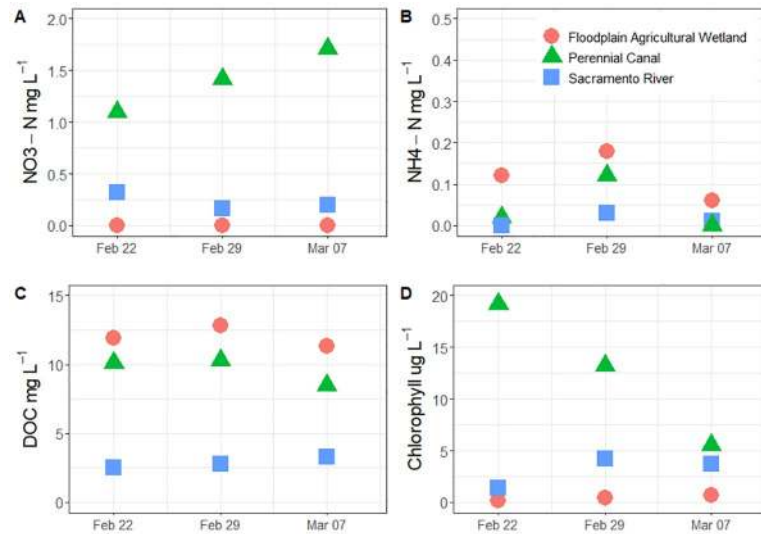 A
NO3 – N mg L⁻¹
2.0
1.5
1.0
0.5
0.0
Feb 22 Feb 29 Mar 07
B
NH4 – N mg L⁻¹
0.5
0.4
0.3
0.2
0.1
0.0
Floodplain Agricultural Wetland
Perennial Canal
Sacramento River
Feb 22 Feb 29 Mar 07
C
DOC mg L⁻¹
15
10
5
0
Feb 22 Feb 29 Mar 07
D
Chlorophyll ug L⁻¹
20
15
10
5
0
Feb 22 Feb 29 Mar 07